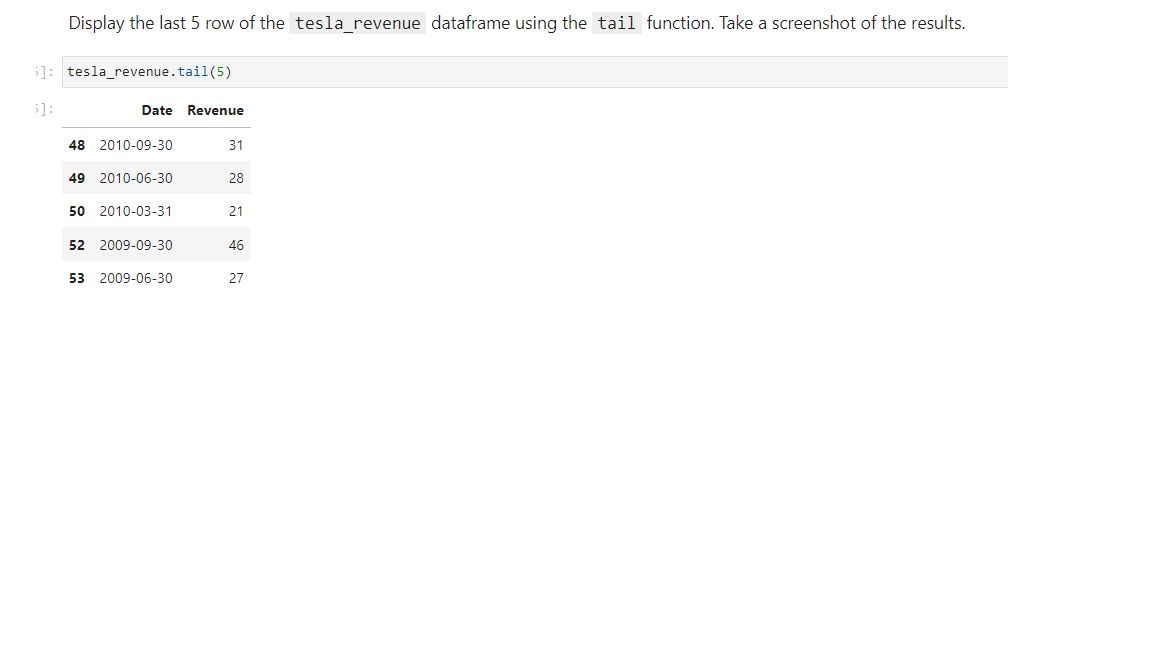 Display the last 5 row of the tesla_revenue dataframe using the tail function. Take a screenshot of the results.
]: tesla_revenue.tail(5)
]: Date Revenue
48 2010-09-30 31
49 2010-06-30 28
50 2010-03-31 21
52 2009-09-30 46
53 2009-06-30 27